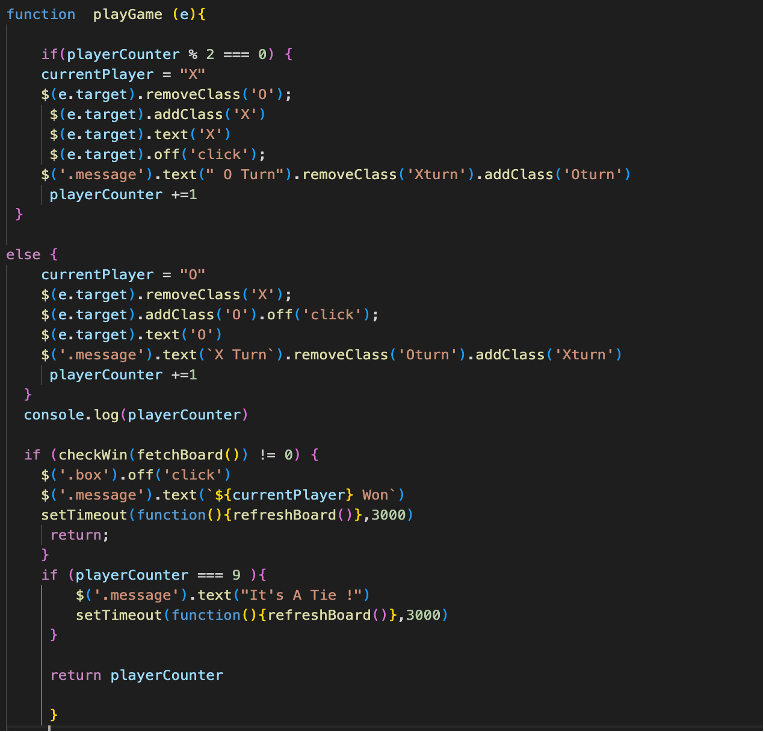 function  playGame (e){
if(playerCounter % 2 === 0) {
currentPlayer = "X"
$(e.target).removeClass('O');
$(e.target).addClass('X')
$(e.target).text('X')
$(e.target).off('click');
$('.message').text(" O Turn").removeClass('Xturn').addClass('Oturn')
playerCounter +=1
}
else {
currentPlayer = "O"
$(e.target).removeClass('X');
$(e.target).addClass('O').off('click');
$(e.target).text('O')
$('.message').text(`X Turn`).removeClass('Oturn').addClass('Xturn')
playerCounter +=1
}
console.log(playerCounter)
if (checkWin(fetchBoard()) != 0) {
$('.box').off('click')
$('.message').text(`${currentPlayer} Won`)
setTimeout(function(){refreshBoard()},3000)
return;
}
if (playerCounter === 9 ){
$('.message').text("It's A Tie !")
setTimeout(function(){refreshBoard()},3000)
}
return playerCounter
}